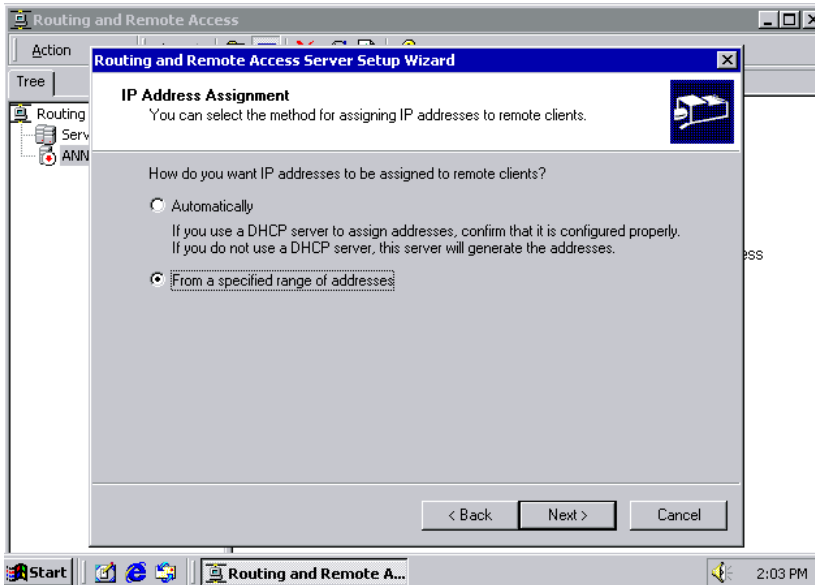 Routing and Remote Access
Action
Routing and Remote Access Server Setup Wizard
Tree
IP Address Assignment
You can select the method for assigning IP addresses to remote clients.
Routing
Serv
ANN
How do you want IP addresses to be assigned to remote clients?
Automatically
If you use a DHCP server to assign addresses, confirm that it is configured properly.
If you do not use a DHCP server, this server will generate the addresses.
ess
From a specified range of addresses
< Back
Next >
Cancel
Start
Routing and Remote A...
2:03 PM